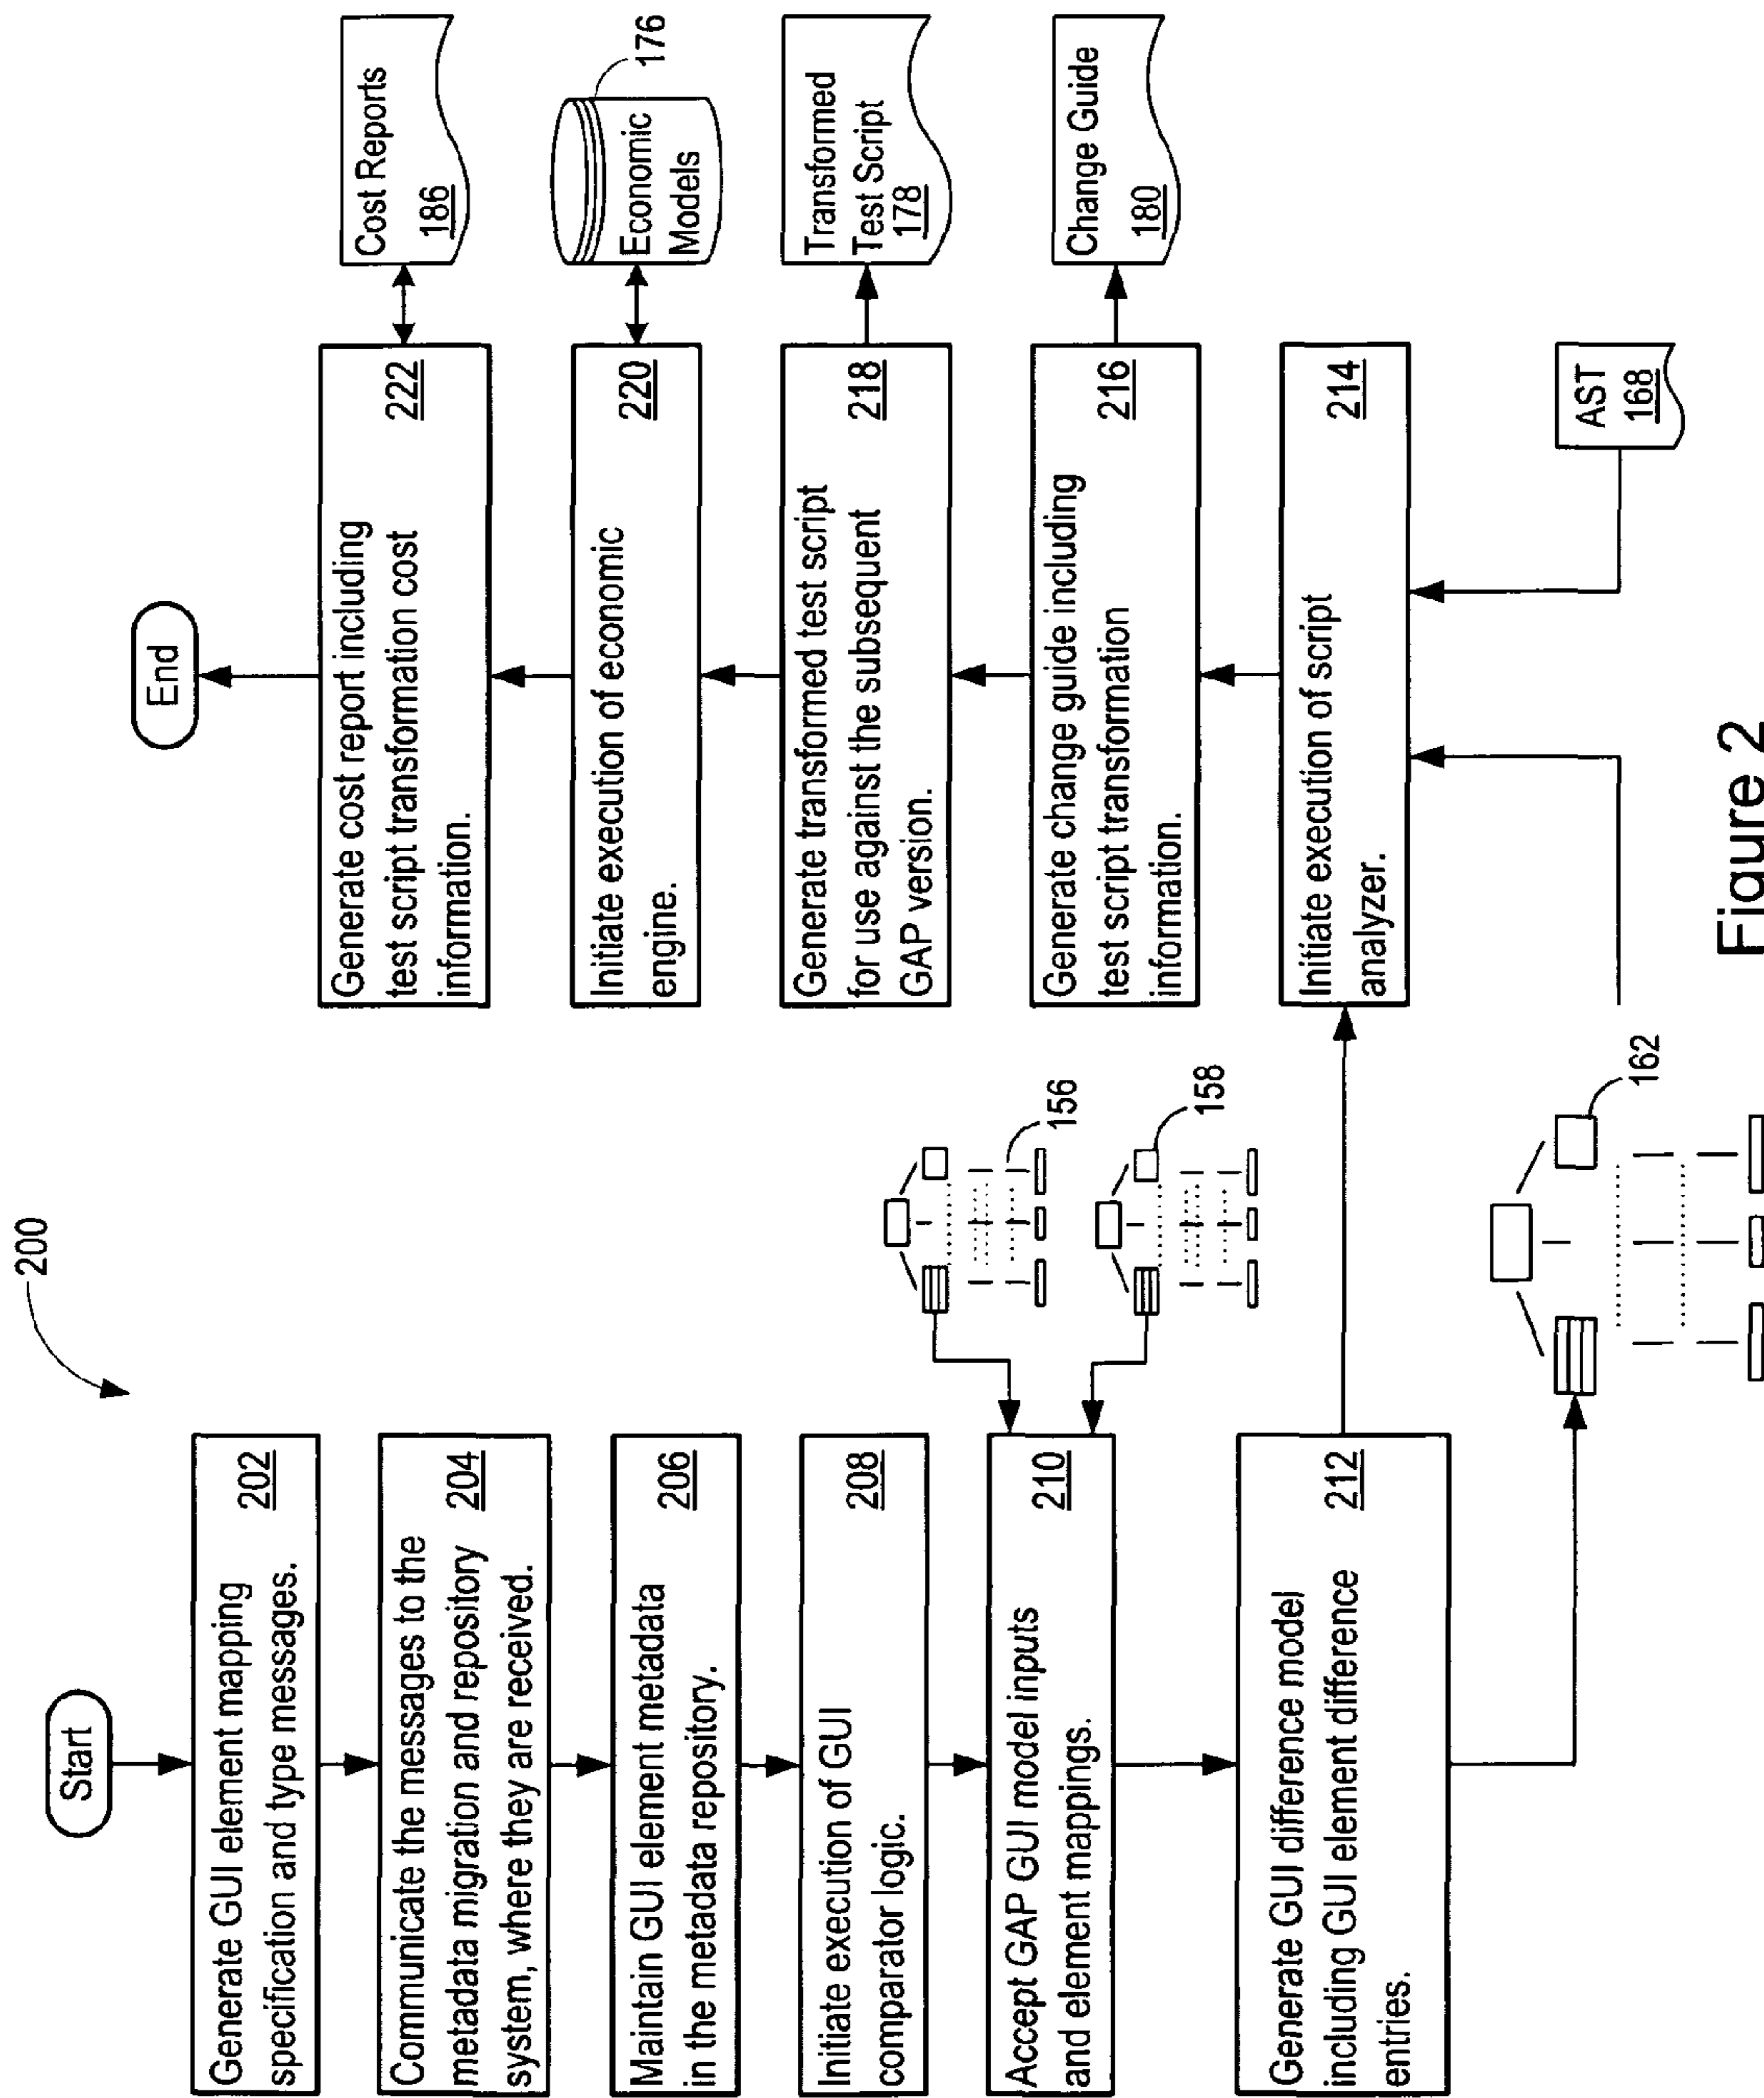 200
Start
Generate GUI element mapping 202
specification and type messages.
Communicate the messages to the 204
metadata migration and repository
system, where they are received.
Maintain GUI element metadata 206
in the metadata repository.
Initiate execution of GUI 208
comparator logic.
Accept GAP GUI model inputs 210
and element mappings.
156
158
Generate GUI difference model 212
including GUI element difference
entries.
162
End
Generate cost report including 222
test script transformation cost
information.
Cost Reports
186
Initiate execution of economic 220
engine.
176
Economic
Models
Generate transformed test script 218
for use against the subsequent
GAP version.
Transformed
Test Script
178
Generate change guide including 216
test script transformation
information.
Change Guide
180
Initiate execution of script 214
analyzer.
AST
168
Figure 2